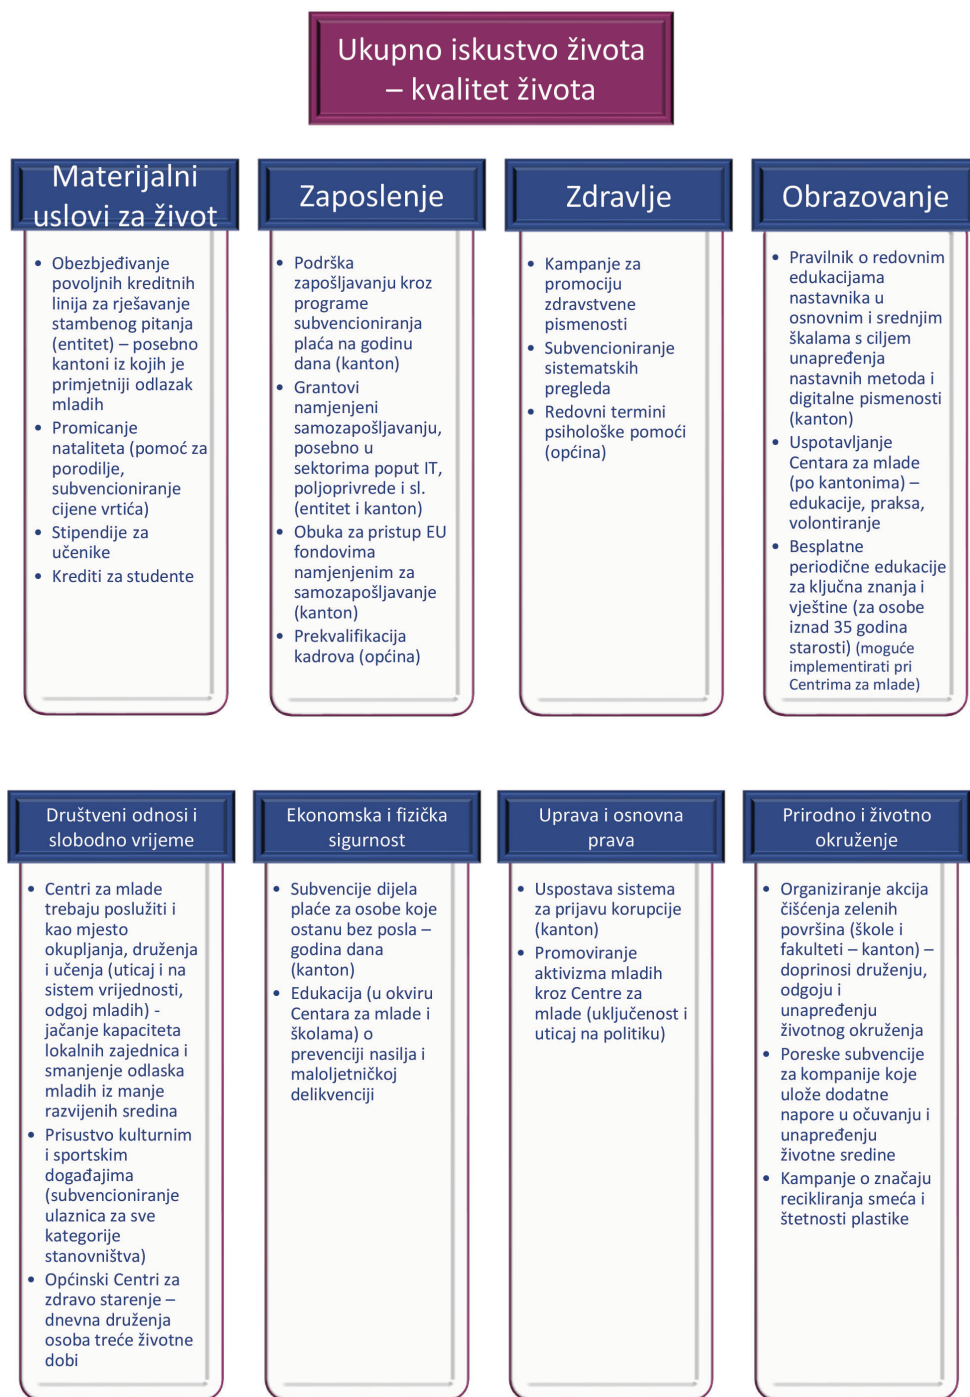 Ukupno iskustvo života
– kvalitet života
Materijalni
uslovi za život
• Obezbjeđivanje
povoljnih kreditnih
linija za rješavanje
stambenog pitanja
(entitet) – posebno
kantoni iz kojih je
primjetniji odlazak
mladih
• Promicanje
nataliteta (pomoć za
porodilje,
subvencioniranje
cijene vrtića)
• Stipendije za
učenike
• Krediti za studente
Zaposlenje
• Podrška
zapošljavanju kroz
programe
subvencioniranja
plaća na godinu
dana (kanton)
• Grantovi
namjenjeni
samozapošljavanju,
posebno u
sektorima poput IT,
poljoprivrede i sl.
(entitet i kanton)
• Obuka za pristup EU
fondovima
namjenjenim za
samozapošljavanje
(kanton)
• Prekvalifikacija
kadrova (općina)
Zdravlje
• Kampanje za
promociju
zdravstvene
pismenosti
• Subvencioniranje
sistematskih
pregleda
• Redovni termini
psihološke pomoći
(općina)
Obrazovanje
• Pravilnik o redovnim
edukacijama
nastavnika u
osnovnim i srednjim
škalama s ciljem
unapređenja
nastavnih metoda i
digitalne pismenosti
(kanton)
• Uspotavljanje
Centara za mlade
(po kantonima) –
edukacije, praksa,
volontiranje
• Besplatne
periodične edukacije
za ključna znanja i
vještine (za osobe
iznad 35 godina
starosti) (moguće
implementirati pri
Centrima za mlade)
Društveni odnosi i
slobodno vrijeme
• Centri za mlade
trebaju poslužiti i
kao mjesto
okupljanja, druženja
i učenja (uticaj i na
sistem vrijednosti,
odgoj mladih) -
jačanje kapaciteta
lokalnih zajednica i
smanjenje odlaska
mladih iz manje
razvijenih sredina
• Prisustvo kulturnim
i sportskim
događajima
(subvencioniranje
ulaznica za sve
kategorije
stanovništva)
• Općinski Centri za
zdravo starenje –
dnevna druženja
osoba treće životne
dobi
Ekonomska i fizička
sigurnost
• Subvencije dijela
plaće za osobe koje
ostanu bez posla –
godina dana
(kanton)
• Edukacija (u okviru
Centara za mlade i
školama) o
prevenciji nasilja i
maloljetničkoj
delikvenciji
Uprava i osnovna
prava
• Uspostava sistema
za prijavu korupcije
(kanton)
• Promoviranje
aktivizma mladih
kroz Centre za
mlade (uključenost i
uticaj na politiku)
Prirodno i životno
okruženje
• Organiziranje akcija
čišćenja zelenih
površina (škole i
fakulteti – kanton) –
doprinosi druženju,
odgoju i
unapređenju
životnog okruženja
• Poreske subvencije
za kompanije koje
ulože dodatne
napore u očuvanju i
unapređenju
životne sredine
• Kampanje o značaju
recikliranja smeća i
štetnosti plastike